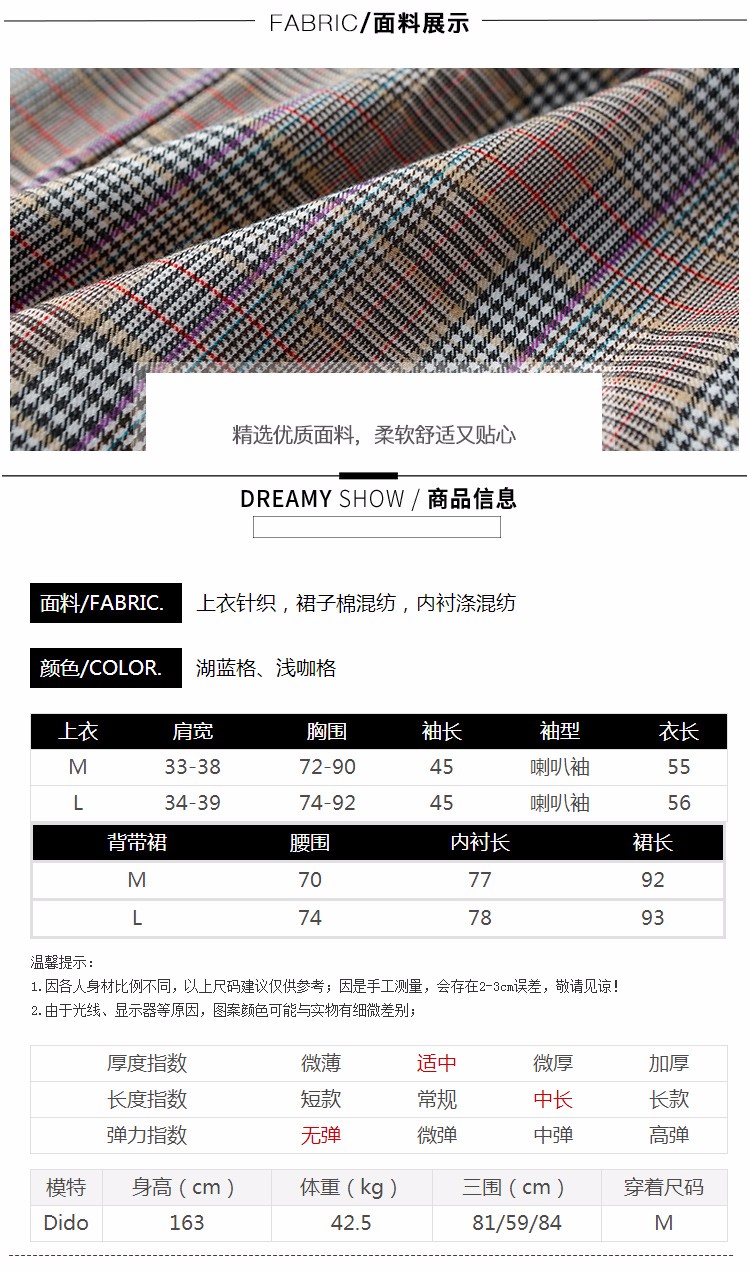 FABRIC/面料展示
精选优质面料，柔软舒适又贴心
DREAMY SHOW / 商品信息
面料/FABRIC. 上衣针织，裙子棉混纺，内衬涤混纺
颜色/COLOR. 湖蓝格、浅咖格
上衣 肩宽 胸围 袖长 袖型 衣长
M 33-38 72-90 45 喇叭袖 55
L 34-39 74-92 45 喇叭袖 56
背带裙 腰围 内衬长 裙长
M 70 77 92
L 74 78 93
温馨提示：
1.因各人身材比例不同，以上尺码建议仅供参考；因是手工测量，会存在2-3cm误差，敬请见谅！
2.由于光线、显示器等原因，图案颜色可能与实物有细微差别；
厚度指数 微薄 适中 微厚 加厚
长度指数 短款 常规 中长 长款
弹力指数 无弹 微弹 中弹 高弹
模特 身高（cm） 体重（kg） 三围（cm） 穿着尺码
Dido 163 42.5 81/59/84 M